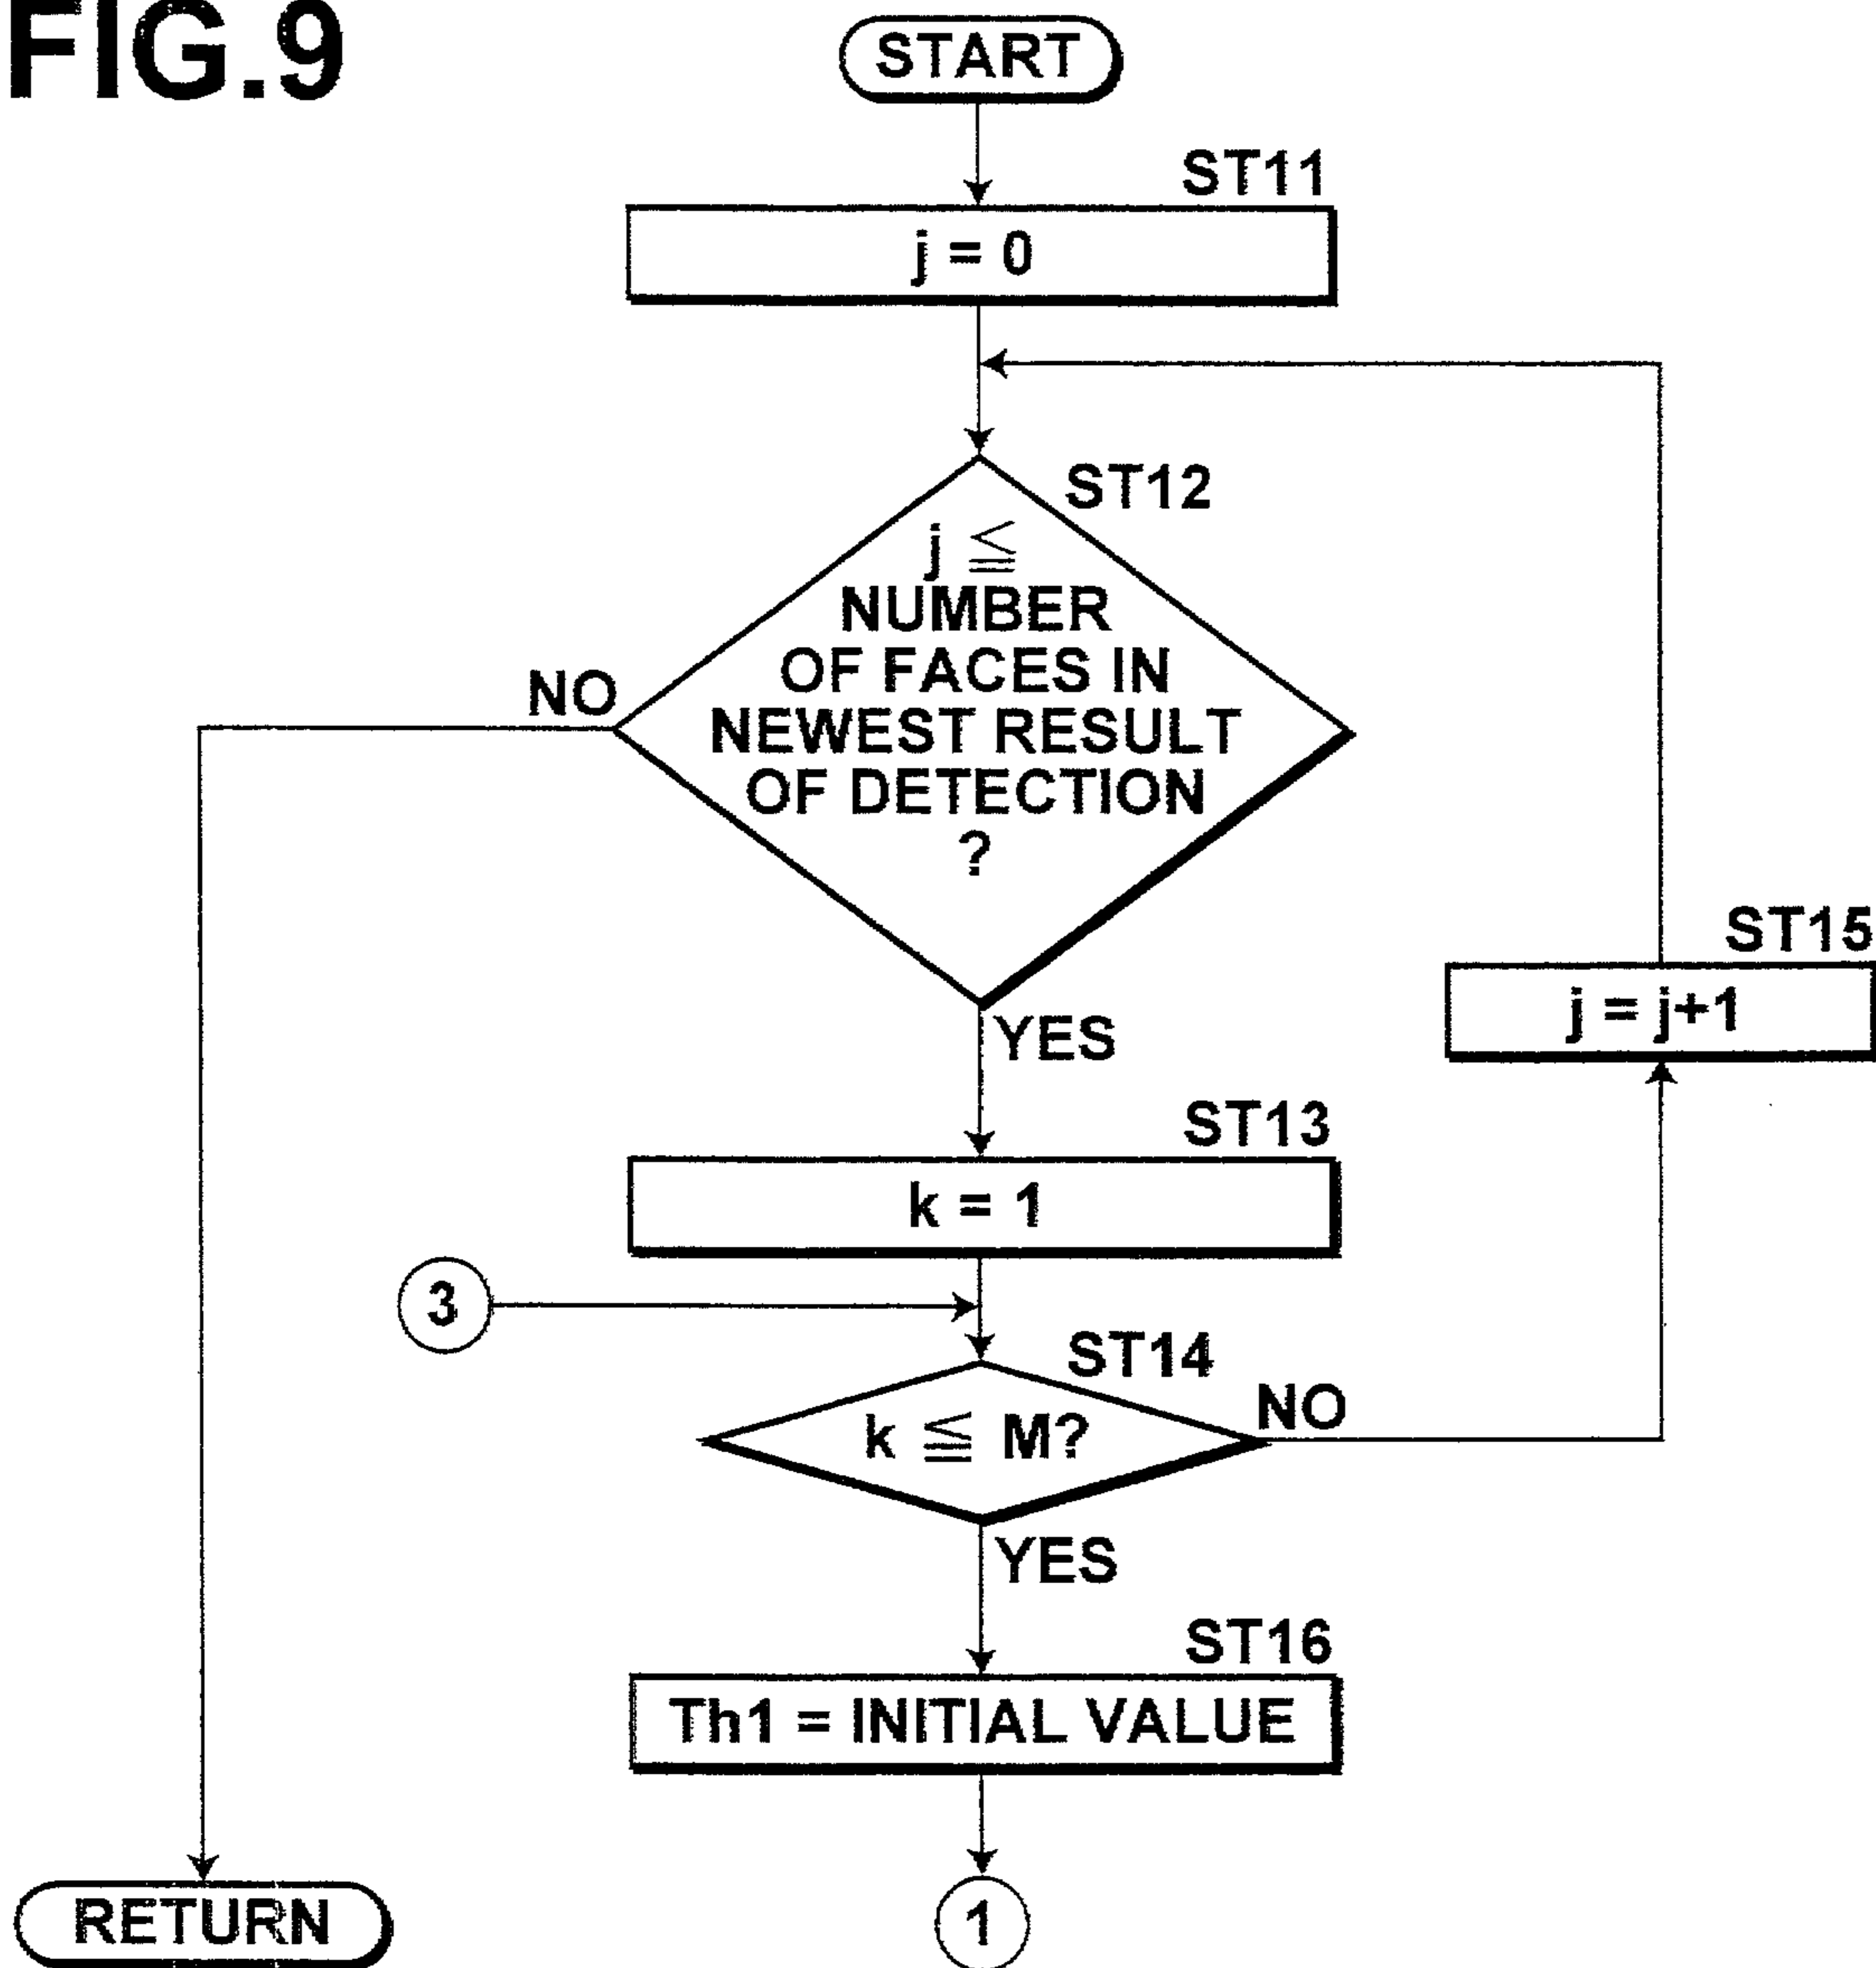 FIG.9
START
ST11
j = 0
ST12
j ≦
NUMBER
OF FACES IN
NEWEST RESULT
OF DETECTION
?
NO
YES
ST15
j = j+1
ST13
k = 1
3
ST14
k ≦ M?
NO
YES
ST16
Th1 = INITIAL VALUE
RETURN
1